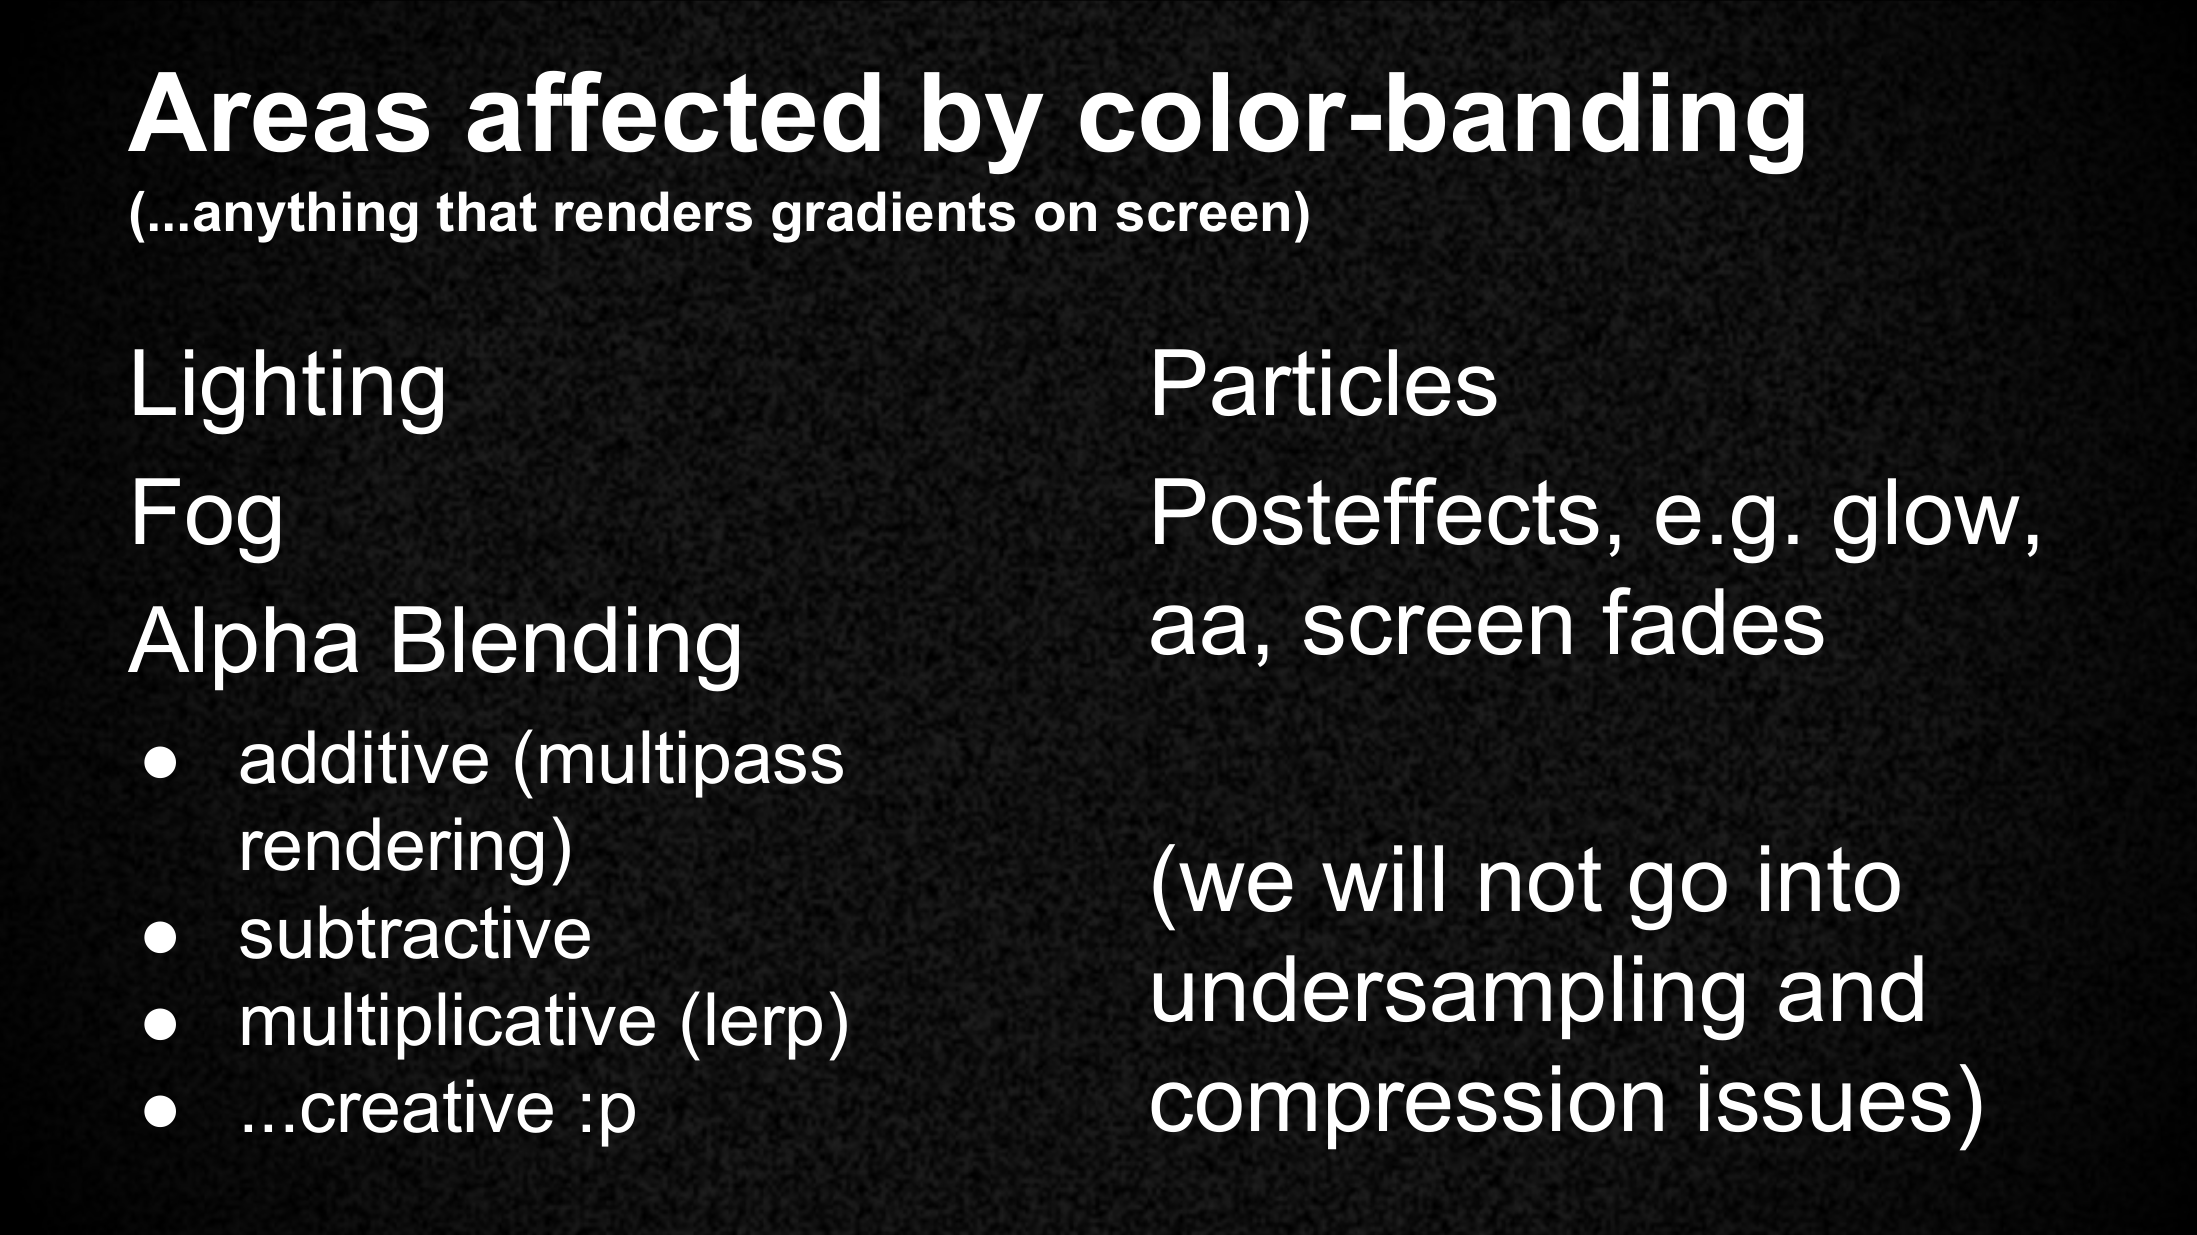 Areas affected by color-banding
(...anything that renders gradients on screen)
Lighting
Fog
Alpha Blending
● additive (multipass
rendering)
● subtractive
● multiplicative (lerp)
● ...creative :p
Particles
Posteffects, e.g. glow,
aa, screen fades
(we will not go into
undersampling and
compression issues)